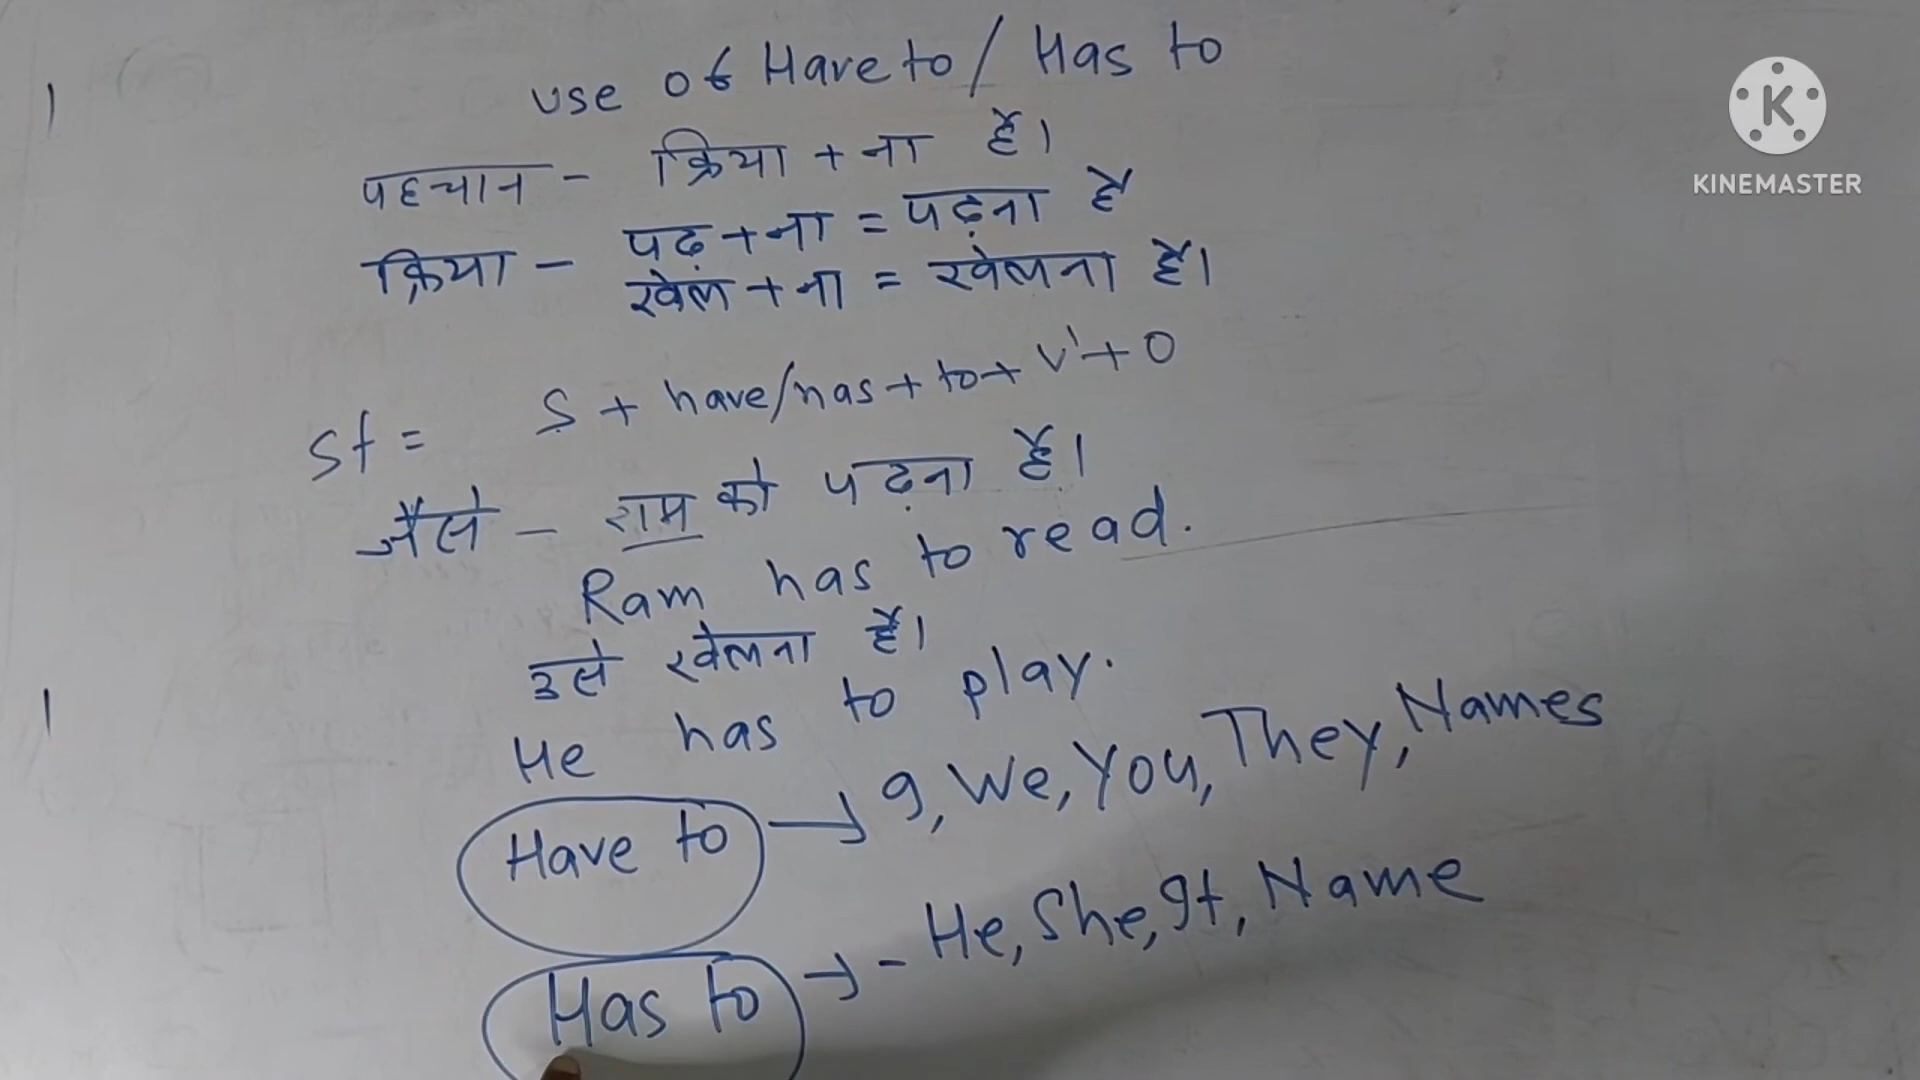 use of Have to / Has to
पहचान - क्रिया + ना है।
क्रिया - पढ़ + ना = पढ़ना है
खेल + ना = खेलना है।
Sf = S + have/has + to + V¹ + O
जैसे - राम को पढ़ना है।
Ram has to read.
उसे खेलना है।
He has to play.
Have to → I, We, You, They, Names
Has to → - He, She, It, Name
K
KINEMASTER